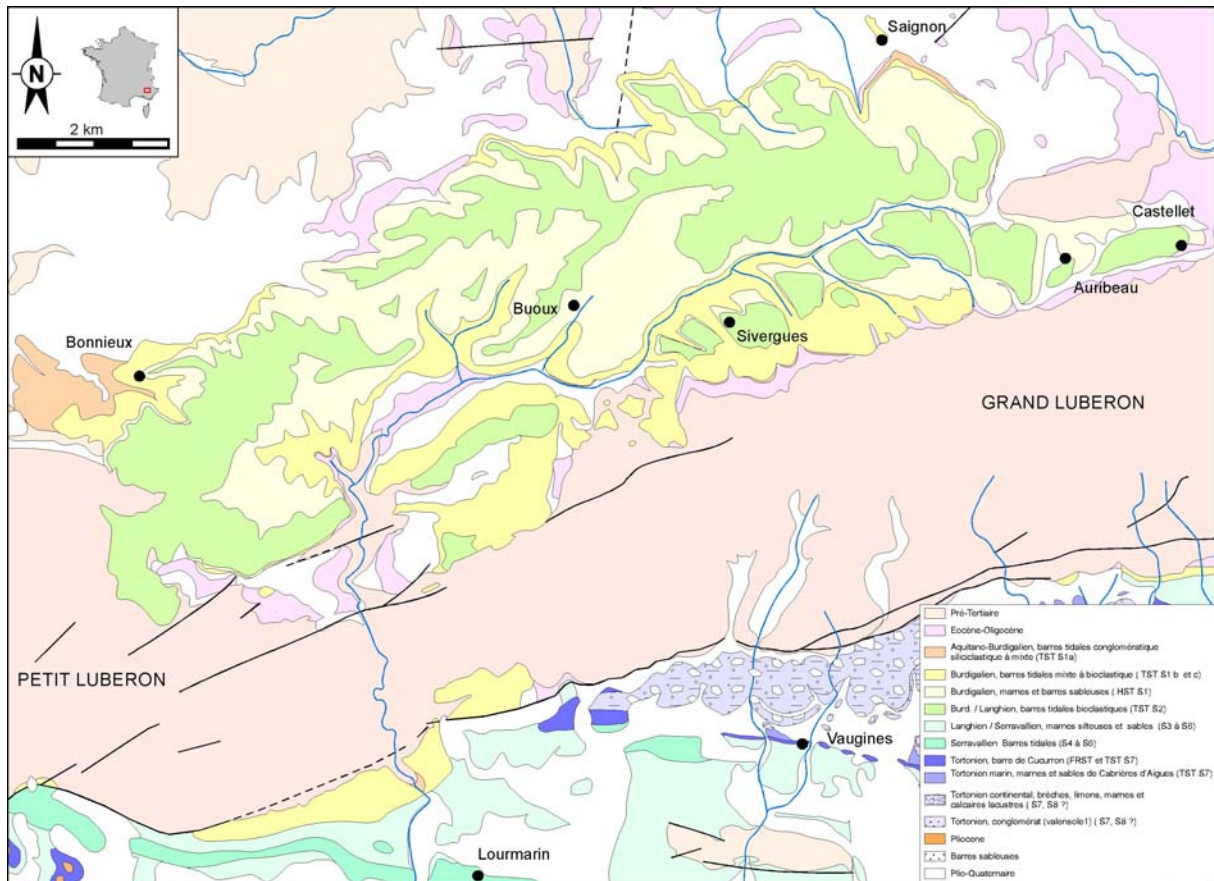 N
2 km
Saignon
Castellet
Auribeau
Buoux
Sivergues
Bonnieux
GRAND LUBERON
PETIT LUBERON
Vaugines
Lourmarin
Pré-Tertiaire
Eocène-Oligocène
Aquitano-Burdigalien, barres tidales conglomératique
siliciclastique à mixte (TST S1a)
Burdigalien, barres tidales mixte à bioclastique ( TST S1 b et c)
Burdigalien, marnes et barres sableuses ( HST S1)
Burd. / Langhien, barres tidales bioclastiques (TST S2)
Langhien / Serravallien, marnes silteuses et sables (S3 à S6)
Serravallien Barres tidales (S4 à S6)
Tortonien, barre de Cucurron (FRST et TST S7)
Tortonien marin, marnes et sables de Cabrières d'Aigues (TST S7)
Tortonien continental, brèches, limons, marnes et
calcaires lacustres ( S7, S8 ?)
Tortonien, conglomérat (valensole1) ( S7, S8 ?)
Pliocene
Barres sableuses
Plio-Quaternaire